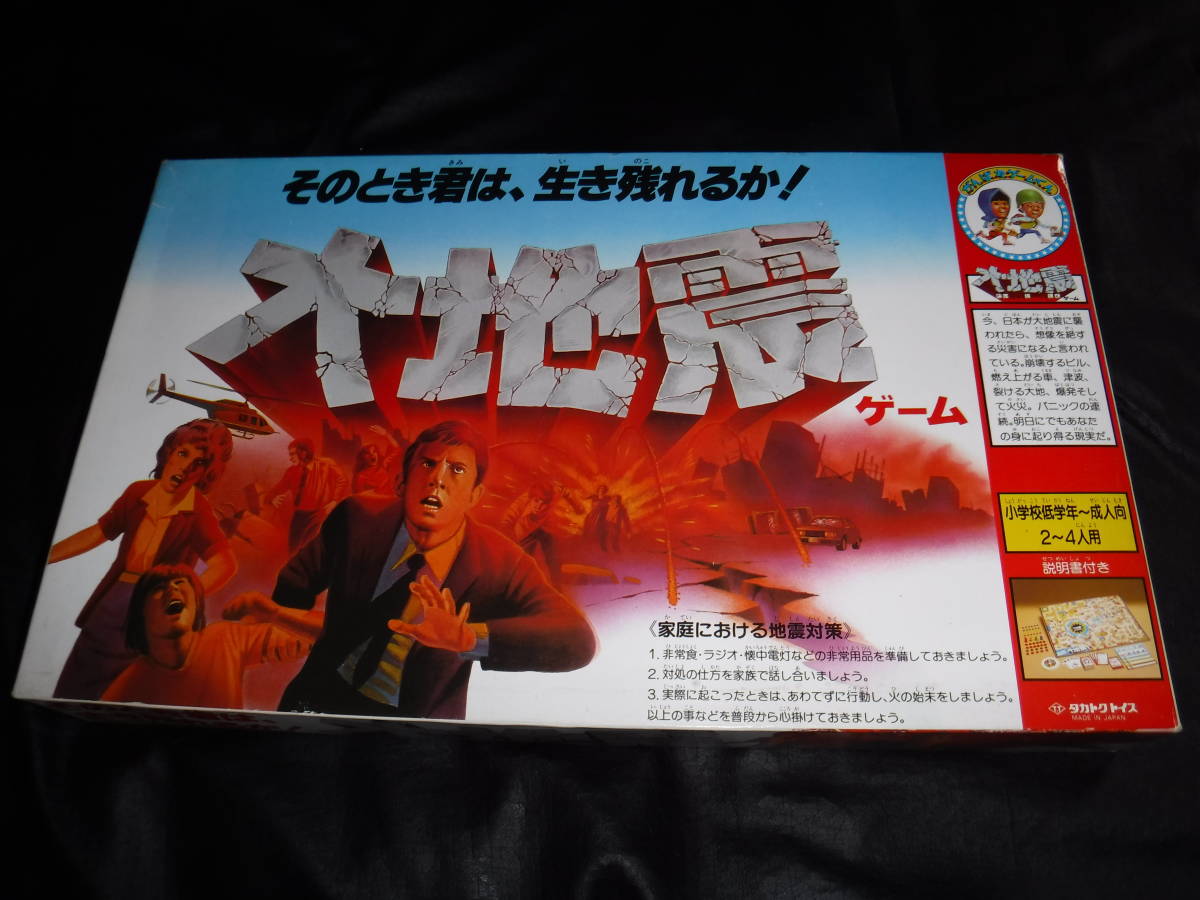 そのとき君は、生き残れるか!
大地震
ゲーム
《家庭における地震対策》
1. 非常食・ラジオ・懐中電灯などの非常用品を準備しておきましょう。
2. 対処の仕方を家族で話し合いましょう。
3. 実際に起こったときは、あわてずに行動し、火の始末をしましょう。
以上の事などを普段から心掛けておきましょう。
大地震
ゲーム
今、日本が大地震に襲
われたら、想像を絶す
る災害になると言われ
ている。崩壊するビル、
燃え上がる車、津波、
裂ける大地、爆発そし
て火災。パニックの連
続。明日にでもあなた
の身に起り得る現実だ。
小学校低学年〜成人向
2〜4人用
説明書付き
TT タカトクトイス
MADE IN JAPAN